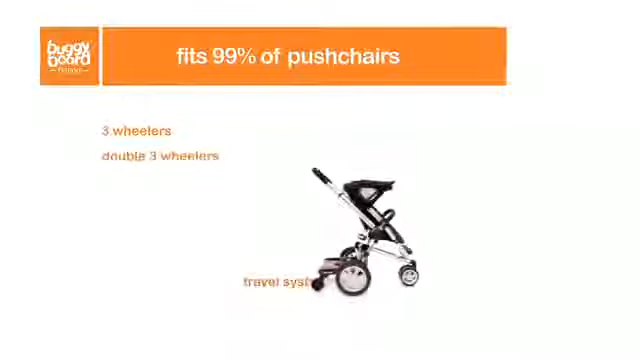 buggy
board
fits 99% of pushchairs
3 wheelers
double 3 wheelers
travel syst